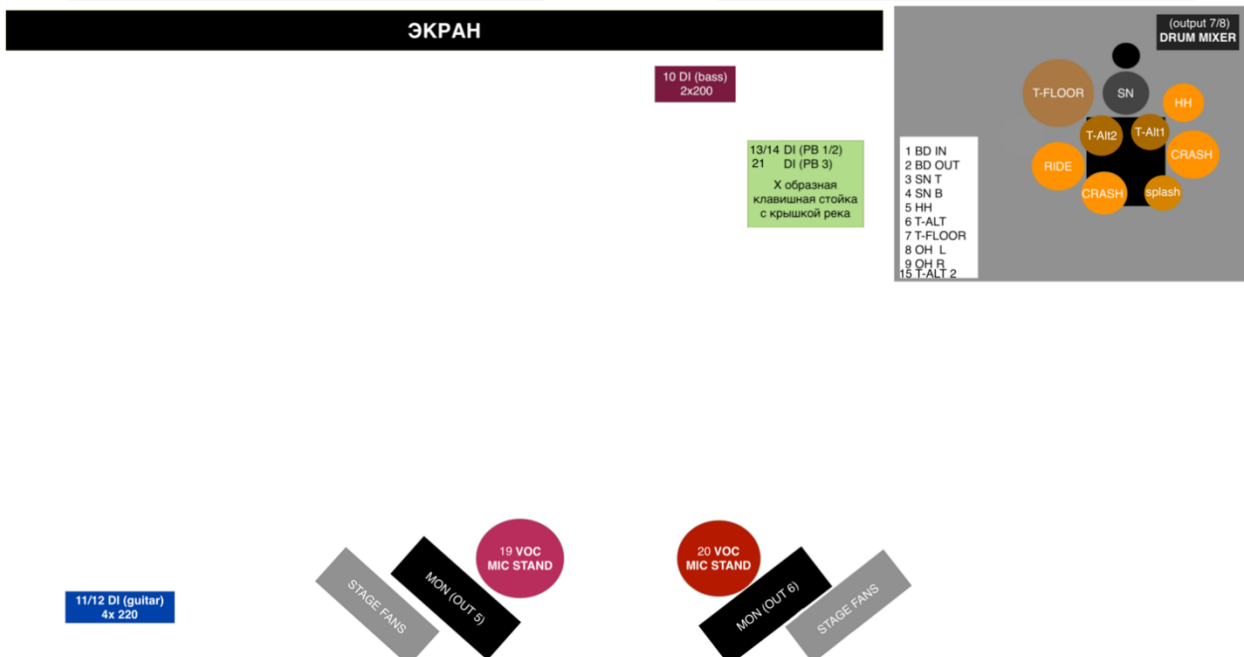 ЭКРАН
(output 7/8)
DRUM MIXER
10 DI (bass)
2x200
T-FLOOR
SN
HH
T-Alt2
T-Alt1
RIDE
CRASH
CRASH
splash
13/14 DI (PB 1/2)
21 DI (PB 3)
X образная
клавишная стойка
с крышкой река
1 BD IN
2 BD OUT
3 SN T
4 SN B
5 HH
6 T-ALT
7 T-FLOOR
8 OH L
9 OH R
15 T-ALT 2
19 VOC
MIC STAND
20 VOC
MIC STAND
STAGE FANS
MON (OUT 5)
MON (OUT 6)
STAGE FANS
11/12 DI (guitar)
4x 220